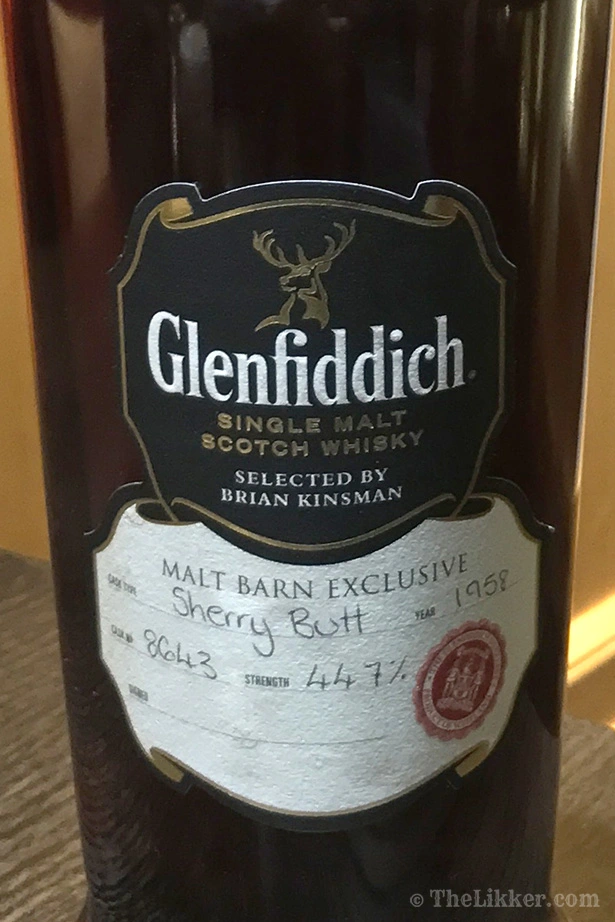 Glenfiddich
SINGLE MALT
SCOTCH WHISKY
SELECTED BY
BRIAN KINSMAN
MALT BARN EXCLUSIVE
CASK TYPE Sherry Butt YEAR 1958
CASK Nº 8643 STRENGTH 44.7%
SIGNED
© TheLikker.com